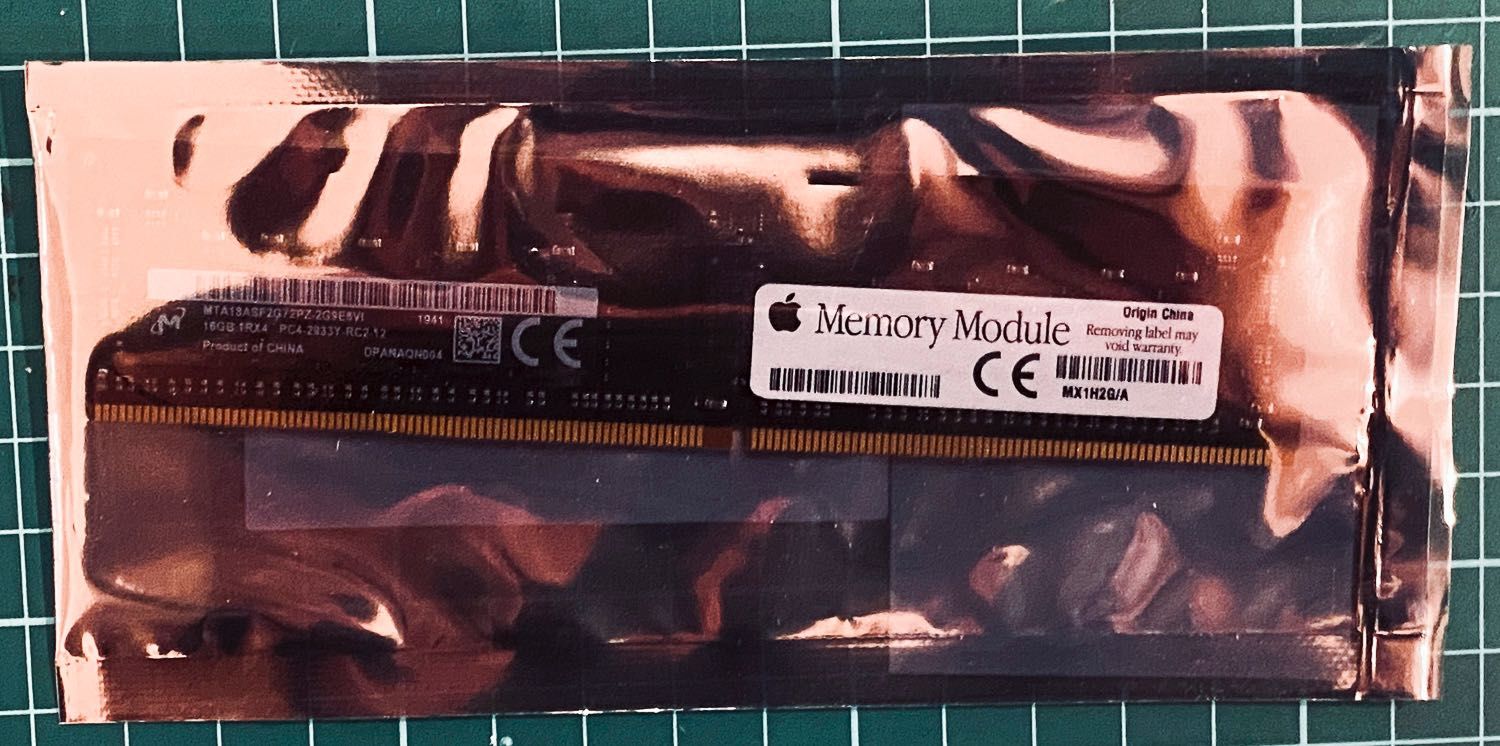 MTA18ASF2G72PZ-2G9E6VI
1941
16GB 1RX4 PC4-2933Y-RC2-12
Product of CHINA
DPANAQN004
CE
Memory Module
Origin China
Removing label may
void warranty.
CE
MX1H2G/A